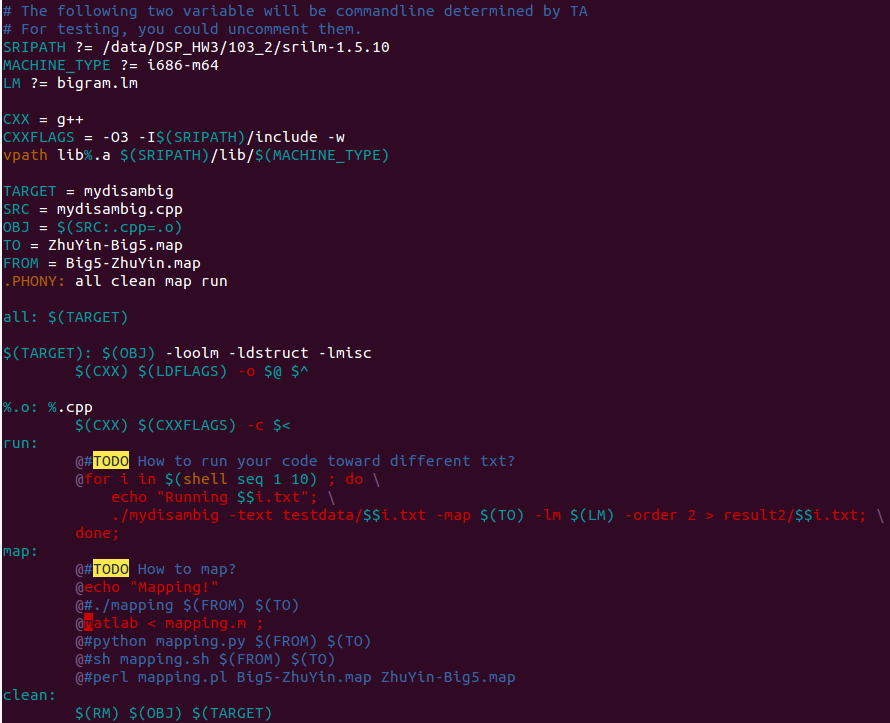 # The following two variable will be commandline determined by TA
# For testing, you could uncomment them.
SRIPATH ?= /data/DSP_HW3/103_2/srilm-1.5.10
MACHINE_TYPE ?= i686-m64
LM ?= bigram.lm

CXX = g++
CXXFLAGS = -O3 -I$(SRIPATH)/include -w
vpath lib%.a $(SRIPATH)/lib/$(MACHINE_TYPE)

TARGET = mydisambig
SRC = mydisambig.cpp
OBJ = $(SRC:.cpp=.o)
TO = ZhuYin-Big5.map
FROM = Big5-ZhuYin.map
.PHONY: all clean map run

all: $(TARGET)

$(TARGET): $(OBJ) -loolm -ldstruct -lmisc
        $(CXX) $(LDFLAGS) -o $@ $^

%.o: %.cpp
        $(CXX) $(CXXFLAGS) -c $<
run:
        @#TODO How to run your code toward different txt?
        @for i in $(shell seq 1 10) ; do \
            echo "Running $$i.txt"; \
            ./mydisambig -text testdata/$$i.txt -map $(TO) -lm $(LM) -order 2 > result2/$$i.txt; \
        done;
map:
        @#TODO How to map?
        @echo "Mapping!"
        @#./mapping $(FROM) $(TO)
        @matlab < mapping.m ;
        @#python mapping.py $(FROM) $(TO)
        @#sh mapping.sh $(FROM) $(TO)
        @#perl mapping.pl Big5-ZhuYin.map ZhuYin-Big5.map
clean:
        $(RM) $(OBJ) $(TARGET)